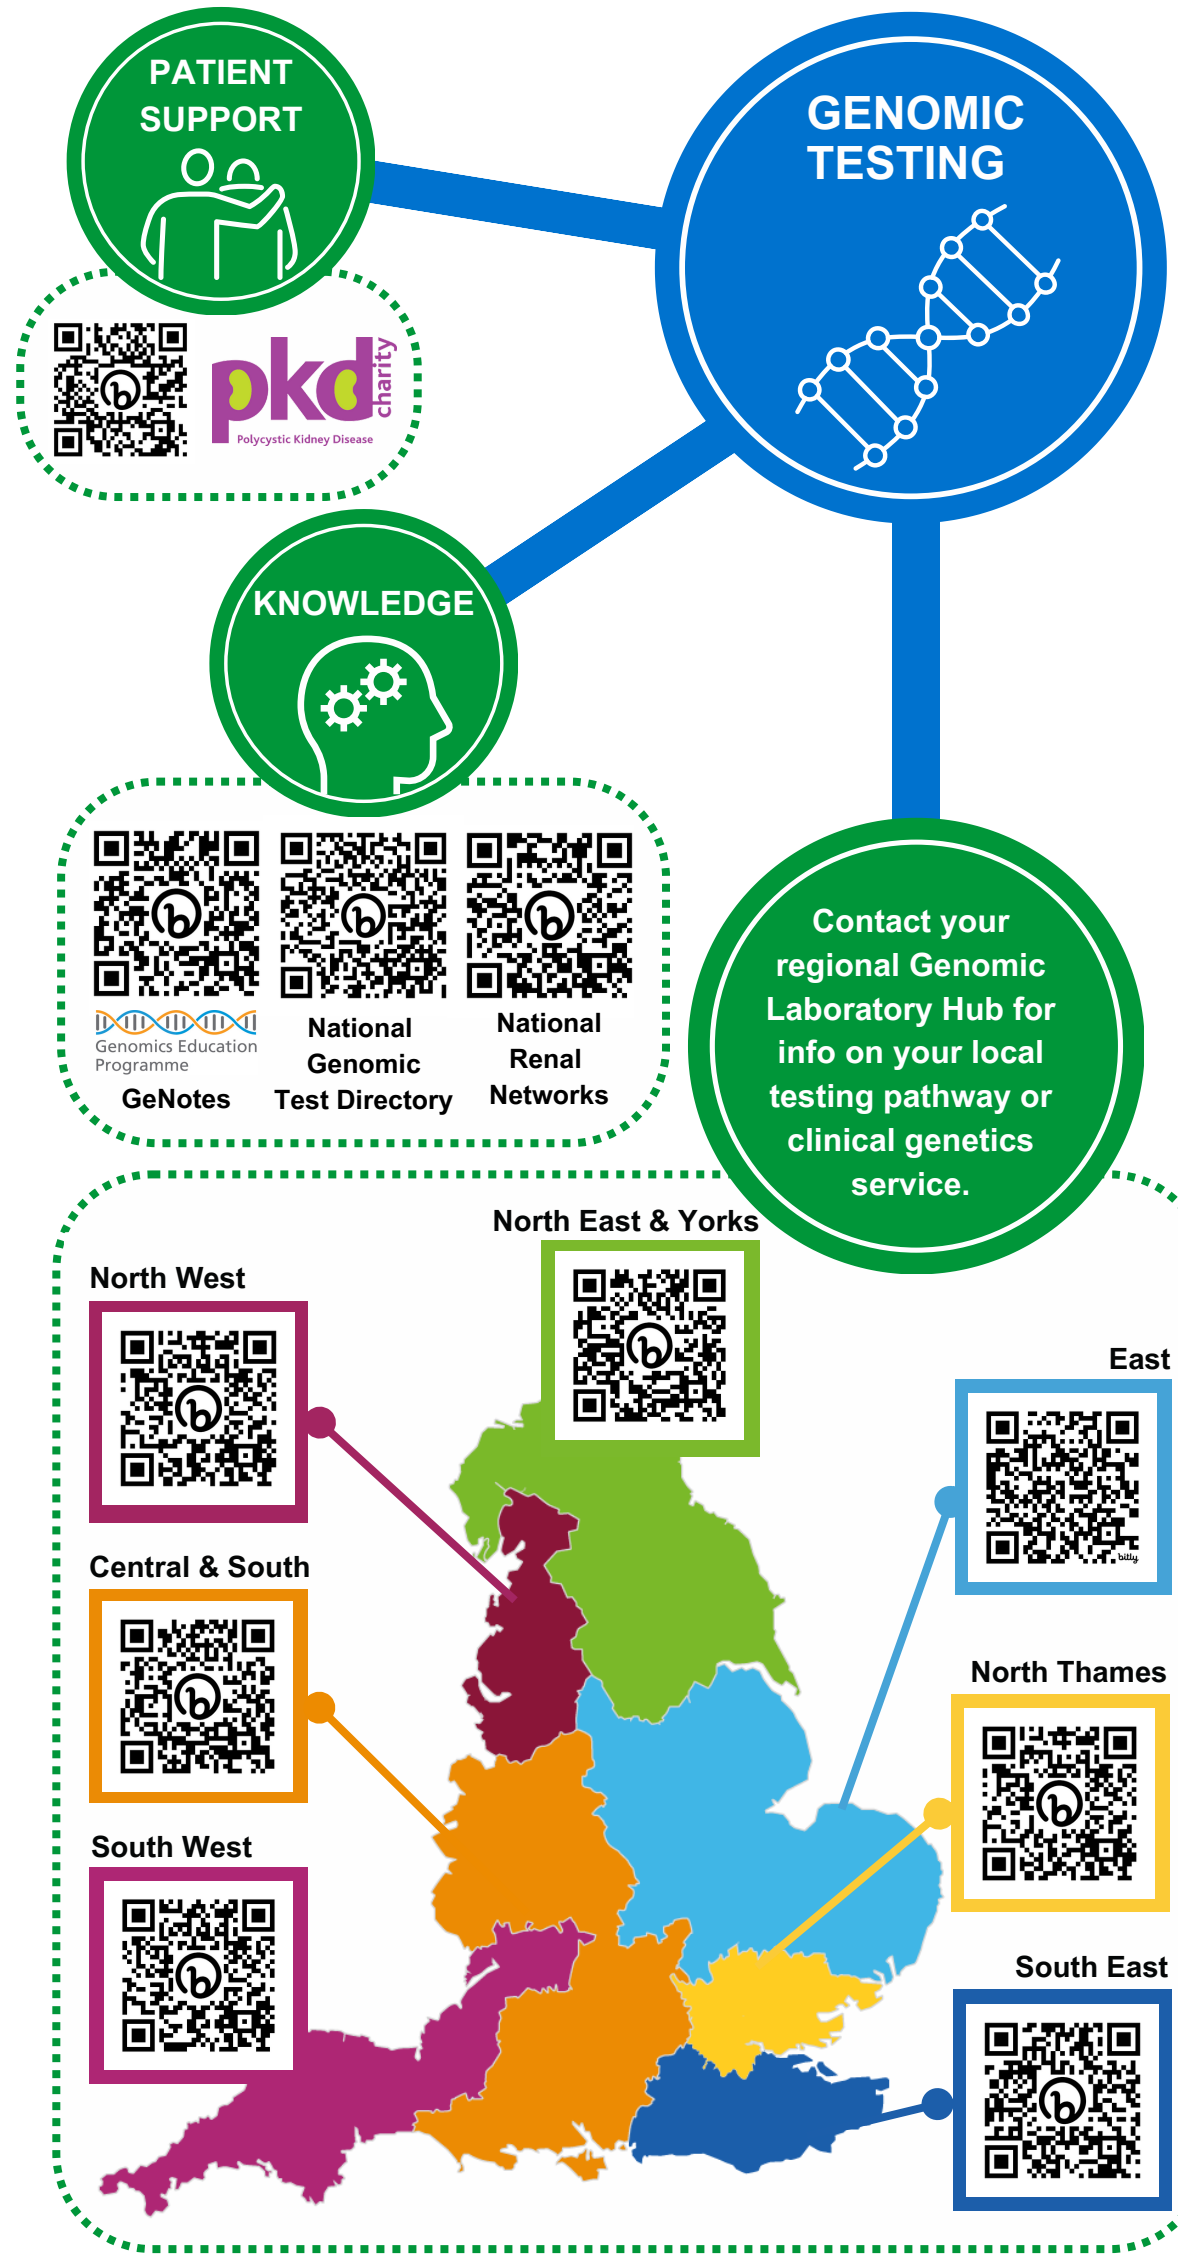 PATIENT
SUPPORT
GENOMIC
TESTING
pkd
charity
Polycystic Kidney Disease
KNOWLEDGE
Genomics Education
Programme
GeNotes
National
Genomic
Test Directory
National
Renal
Networks
Contact your
regional Genomic
Laboratory Hub for
info on your local
testing pathway or
clinical genetics
service.
North East & Yorks
North West
East
bitly
Central & South
North Thames
South West
South East